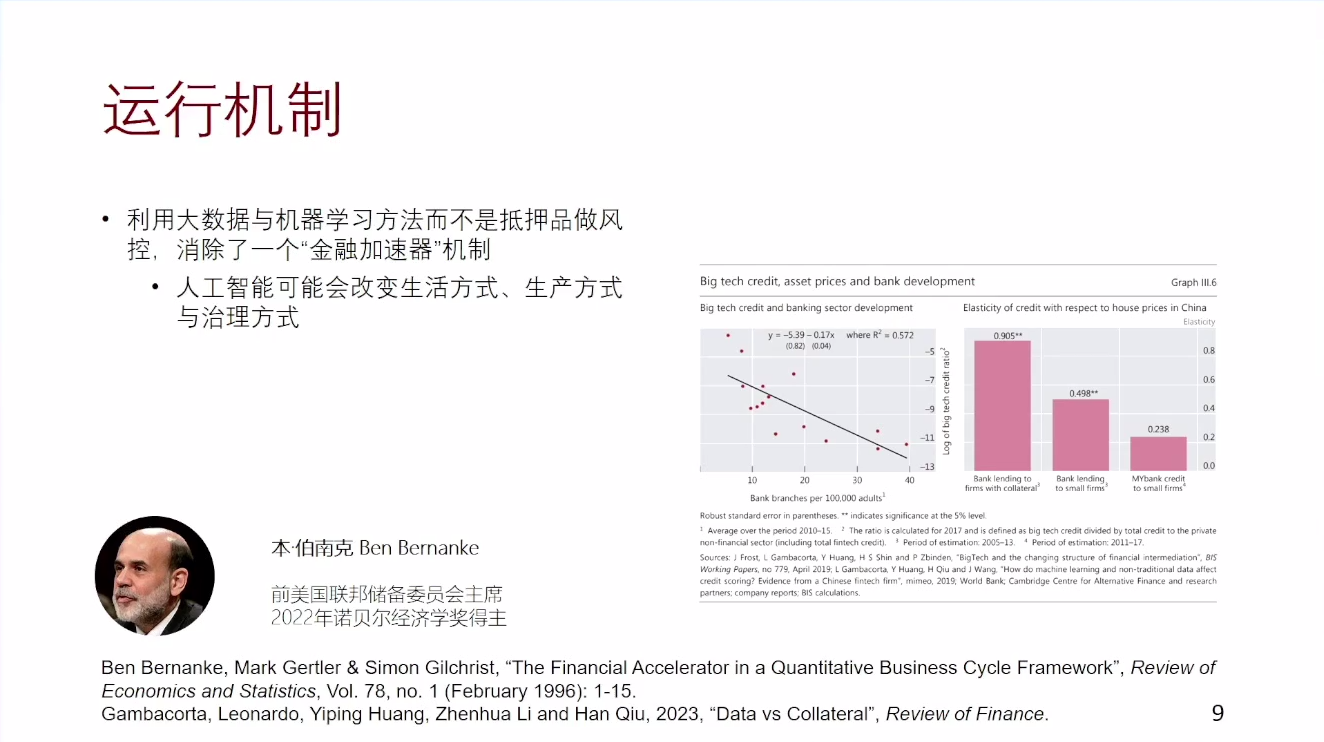 运行机制
• 利用大数据与机器学习方法而不是抵押品做风
控，消除了一个“金融加速器”机制
• 人工智能可能会改变生活方式、生产方式
与治理方式
Big tech credit, asset prices and bank development Graph III.6
Big tech credit and banking sector development
y = –5.39 – 0.17x where R² = 0.572
(0.82) (0.04)
–5
–7
–9
–11
–13
Log of big tech credit ratio²
10 20 30 40
Bank branches per 100,000 adults¹
Elasticity of credit with respect to house prices in China
Elasticity
0.905**
0.498**
0.238
0.8
0.6
0.4
0.2
0.0
Bank lending to
firms with collateral³
Bank lending
to small firms³
MYbank credit
to small firms⁴
Robust standard error in parentheses. ** indicates significance at the 5% level.
¹ Average over the period 2010–15. ² The ratio is calculated for 2017 and is defined as big tech credit divided by total credit to the private
non-financial sector (including total fintech credit). ³ Period of estimation: 2005–13. ⁴ Period of estimation: 2011–17.
Sources: J Frost, L Gambacorta, Y Huang, H S Shin and P Zbinden, “BigTech and the changing structure of financial intermediation”, BIS
Working Papers, no 779, April 2019; L Gambacorta, Y Huang, H Qiu and J Wang, “How do machine learning and non-traditional data affect
credit scoring? Evidence from a Chinese fintech firm”, mimeo, 2019; World Bank; Cambridge Centre for Alternative Finance and research
partners; company reports; BIS calculations.
本·伯南克 Ben Bernanke
前美国联邦储备委员会主席
2022年诺贝尔经济学奖得主
Ben Bernanke, Mark Gertler & Simon Gilchrist, “The Financial Accelerator in a Quantitative Business Cycle Framework”, Review of
Economics and Statistics, Vol. 78, no. 1 (February 1996): 1-15.
Gambacorta, Leonardo, Yiping Huang, Zhenhua Li and Han Qiu, 2023, “Data vs Collateral”, Review of Finance.
9